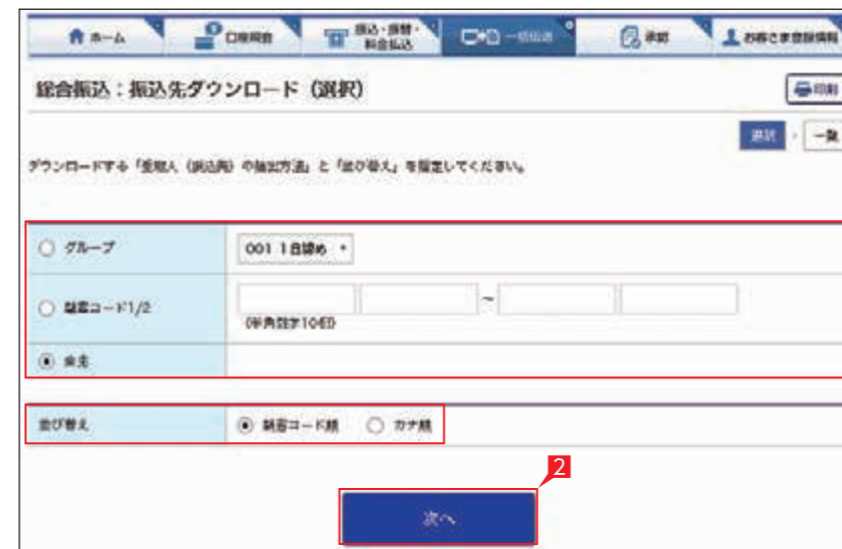 ホーム
口座照会
振込・振替・
料金払込
一括伝送
承認
お客さま登録情報
総合振込：振込先ダウンロード（選択）
印刷
選択
一覧
ダウンロードする「受取人（振込先）の抽出方法」と「並び替え」を指定してください。
グループ
001 1日締め
顧客コード1/2
～
(半角数字10桁)
全先
並び替え
顧客コード順
カナ順
2
次へ